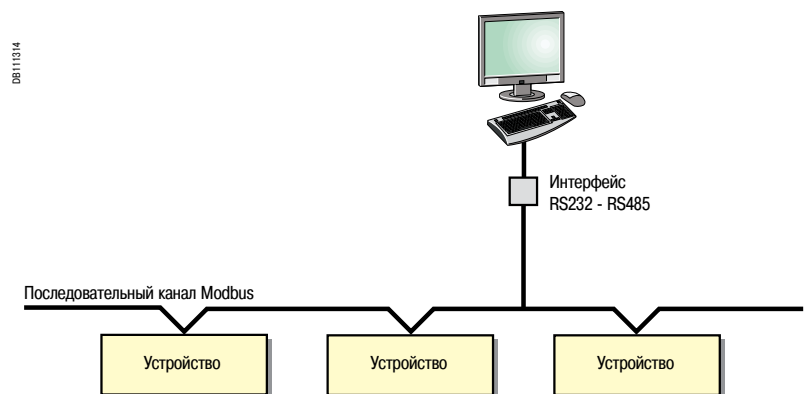 DB111314
Интерфейс
RS232 - RS485
Последовательный канал Modbus
Устройство
Устройство
Устройство